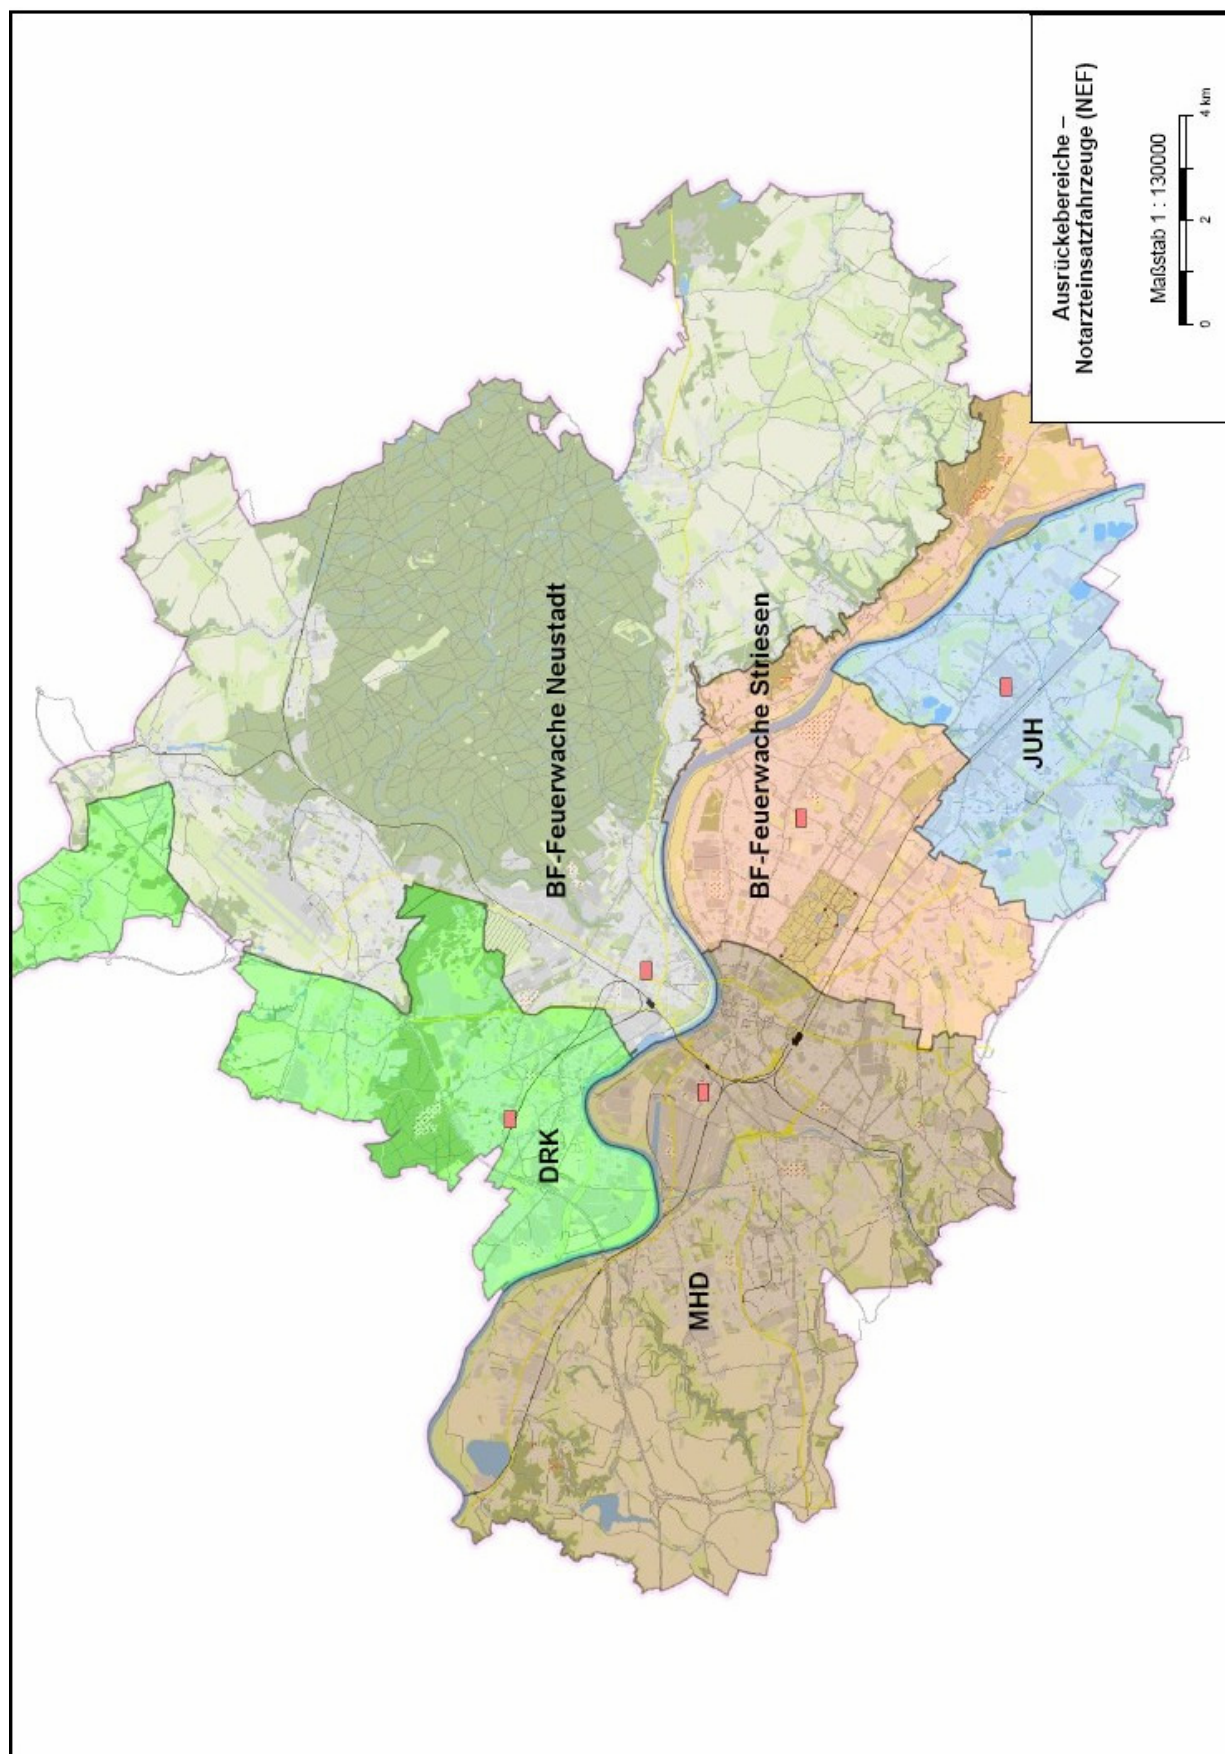 DRK
BF-Feuerwache Neustadt
MHD
BF-Feuerwache Striesen
JUH
Ausrückebereiche –
Notarzteinsatzfahrzeuge (NEF)
Maßstab 1 : 130000
0 2 4 km